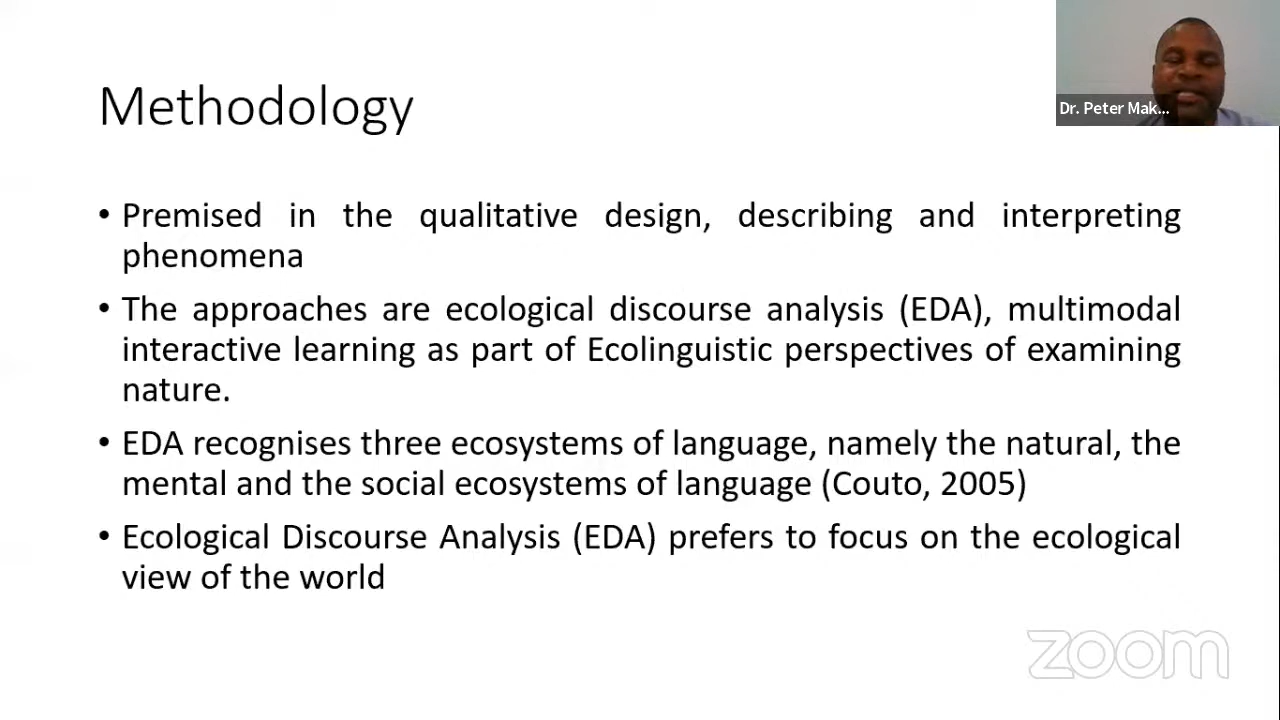 Methodology
Dr. Peter Mak...
• Premised in the qualitative design, describing and interpreting
phenomena
• The approaches are ecological discourse analysis (EDA), multimodal
interactive learning as part of Ecolinguistic perspectives of examining
nature.
• EDA recognises three ecosystems of language, namely the natural, the
mental and the social ecosystems of language (Couto, 2005)
• Ecological Discourse Analysis (EDA) prefers to focus on the ecological
view of the world
zoom